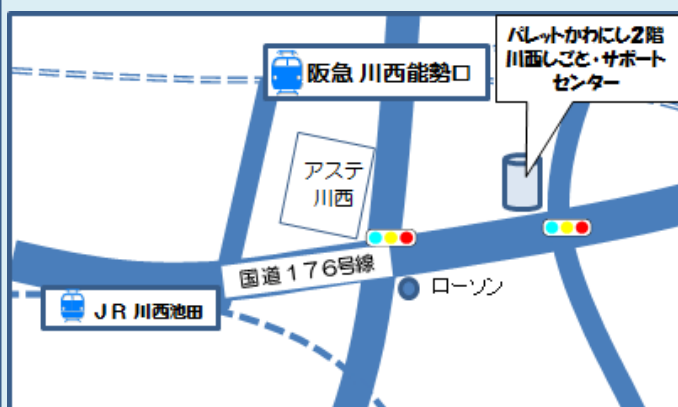 パレットかわにし2階
川西しごと・サポート
センター
阪急 川西能勢口
アステ
川西
国道176号線
ローソン
JR 川西池田